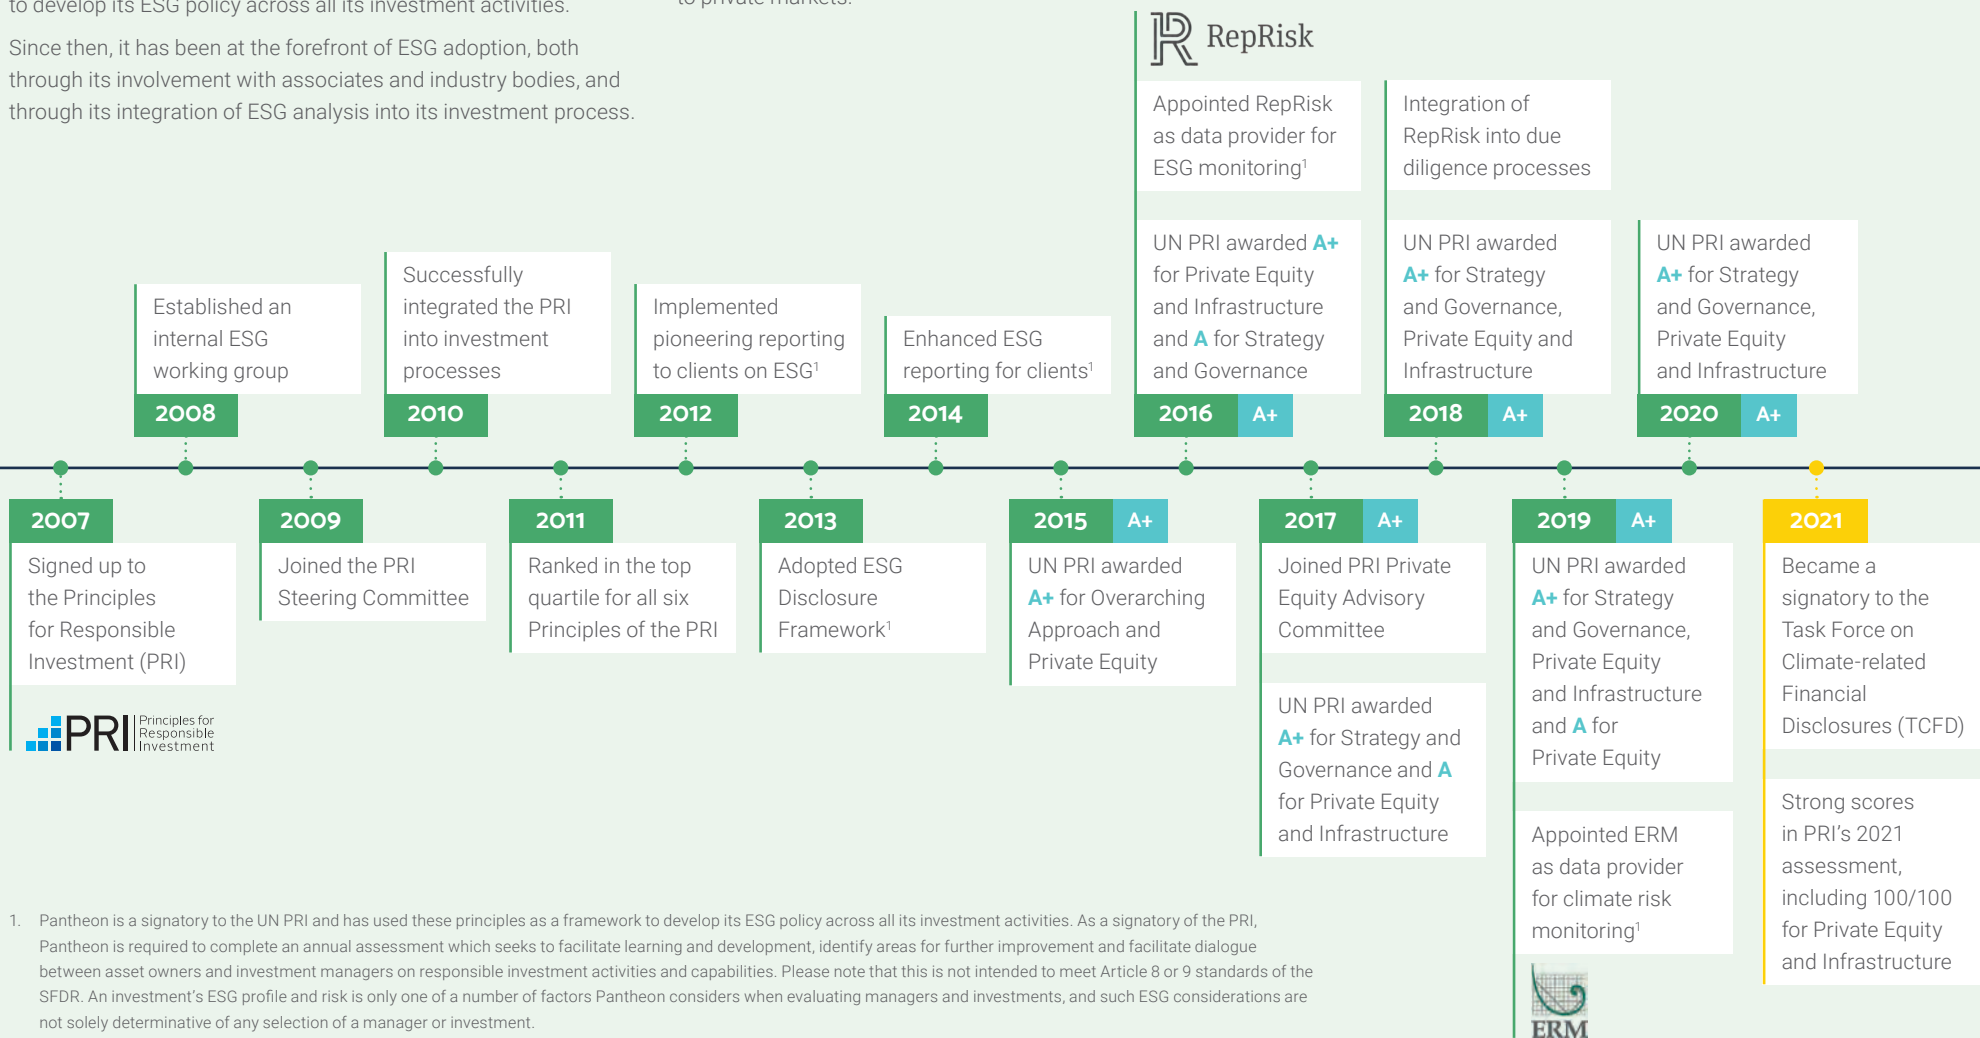 to develop its ESG policy across all its investment activities.
Since then, it has been at the forefront of ESG adoption, both
through its involvement with associates and industry bodies, and
through its integration of ESG analysis into its investment process.
to private markets.
RepRisk
Appointed RepRisk
as data provider for
ESG monitoring1
Integration of
RepRisk into due
diligence processes
Established an
internal ESG
working group
2008
Successfully
integrated the PRI
into investment
processes
2010
Implemented
pioneering reporting
to clients on ESG1
2012
Enhanced ESG
reporting for clients1
2014
UN PRI awarded A+
for Private Equity
and Infrastructure
and A for Strategy
and Governance
2016 A+
UN PRI awarded
A+ for Strategy
and Governance,
Private Equity and
Infrastructure
2018 A+
UN PRI awarded
A+ for Strategy
and Governance,
Private Equity
and Infrastructure
2020 A+
2007
Signed up to
the Principles
for Responsible
Investment (PRI)
PRI
Principles for
Responsible
Investment
2009
Joined the PRI
Steering Committee
2011
Ranked in the top
quartile for all six
Principles of the PRI
2013
Adopted ESG
Disclosure
Framework1
2015 A+
UN PRI awarded
A+ for Overarching
Approach and
Private Equity
2017 A+
Joined PRI Private
Equity Advisory
Committee
UN PRI awarded
A+ for Strategy and
Governance and A
for Private Equity
and Infrastructure
2019 A+
UN PRI awarded
A+ for Strategy
and Governance,
Private Equity
and Infrastructure
and A for
Private Equity
Appointed ERM
as data provider
for climate risk
monitoring1
ERM
2021
Became a
signatory to the
Task Force on
Climate-related
Financial
Disclosures (TCFD)
Strong scores
in PRI's 2021
assessment,
including 100/100
for Private Equity
and Infrastructure
1. Pantheon is a signatory to the UN PRI and has used these principles as a framework to develop its ESG policy across all its investment activities. As a signatory of the PRI,
Pantheon is required to complete an annual assessment which seeks to facilitate learning and development, identify areas for further improvement and facilitate dialogue
between asset owners and investment managers on responsible investment activities and capabilities. Please note that this is not intended to meet Article 8 or 9 standards of the
SFDR. An investment's ESG profile and risk is only one of a number of factors Pantheon considers when evaluating managers and investments, and such ESG considerations are
not solely determinative of any selection of a manager or investment.